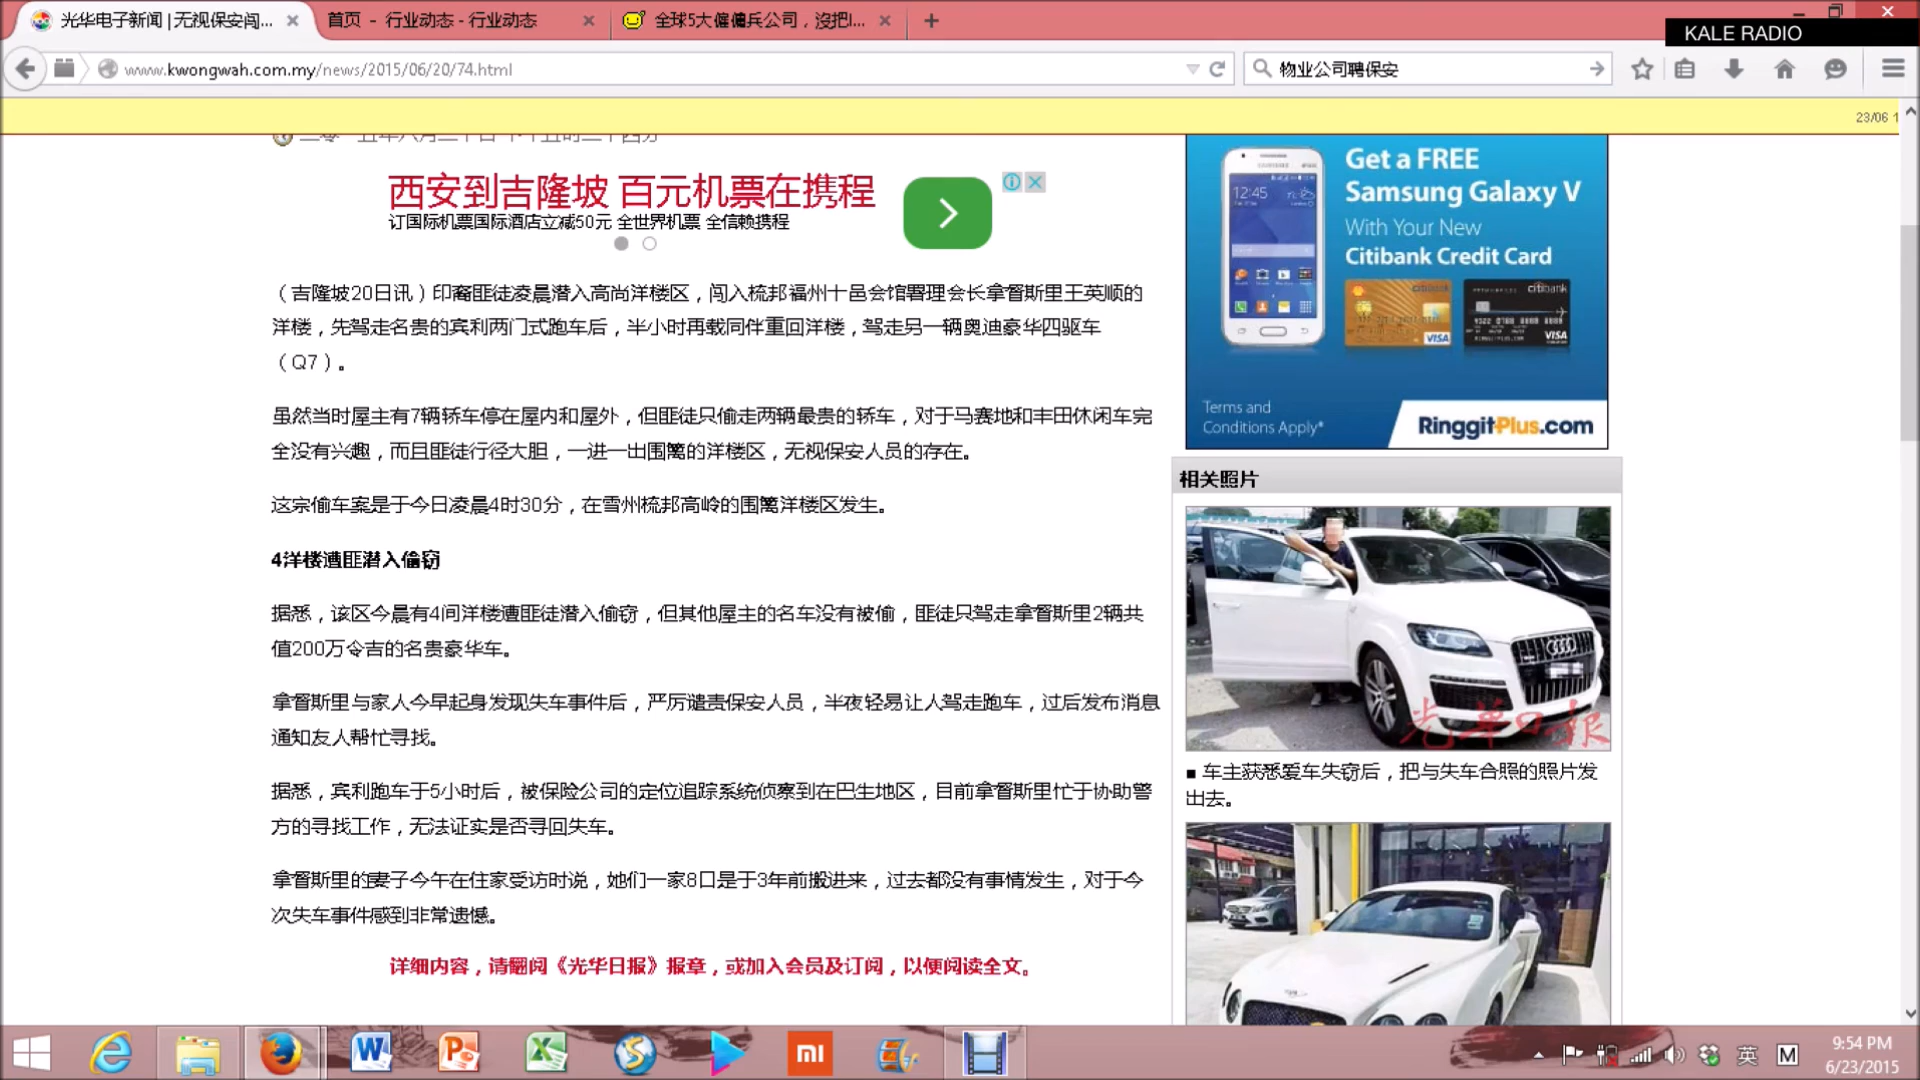 光华电子新闻 | 无视保安闯...
首页 - 行业动态 - 行业动态
全球5大僱傭兵公司，沒把I...
KALE RADIO
www.kwongwah.com.my/news/2015/06/20/74.html
物业公司聘保安
23/06 1
西安到吉隆坡 百元机票在携程
订国际机票国际酒店立减50元 全世界机票 全信赖携程
（吉隆坡20日讯）印裔匪徒凌晨潜入高尚洋楼区，闯入梳邦福州十邑会馆署理会长拿督斯里王英顺的
洋楼，先驾走名贵的宾利两门式跑车后，半小时再载同伴重回洋楼，驾走另一辆奥迪豪华四驱车
（Q7）。
虽然当时屋主有7辆轿车停在屋内和屋外，但匪徒只偷走两辆最贵的轿车，对于马赛地和丰田休闲车完
全没有兴趣，而且匪徒行径大胆，一进一出围篱的洋楼区，无视保安人员的存在。
这宗偷车案是于今日凌晨4时30分，在雪州梳邦高岭的围篱洋楼区发生。
4洋楼遭匪潜入偷窃
据悉，该区今晨有4间洋楼遭匪徒潜入偷窃，但其他屋主的名车没有被偷，匪徒只驾走拿督斯里2辆共
值200万令吉的名贵豪华车。
拿督斯里与家人今早起身发现失车事件后，严厉谴责保安人员，半夜轻易让人驾走跑车，过后发布消息
通知友人帮忙寻找。
据悉，宾利跑车于5小时后，被保险公司的定位追踪系统侦察到在巴生地区，目前拿督斯里忙于协助警
方的寻找工作，无法证实是否寻回失车。
拿督斯里的妻子今午在住家受访时说，她们一家8口是于3年前搬进来，过去都没有事情发生，对于今
次失车事件感到非常遗憾。
详细内容，请翻阅《光华日报》报章，或加入会员及订阅，以便阅读全文。
Get a FREE
Samsung Galaxy V
With Your New
Citibank Credit Card
12:45
citibank
VISA
VISA
Terms and
Conditions Apply*
RinggitPlus.com
相关照片
光华日报
■ 车主获悉爱车失窃后，把与失车合照的照片发
出去。
mi
英
M
9:54 PM
6/23/2015